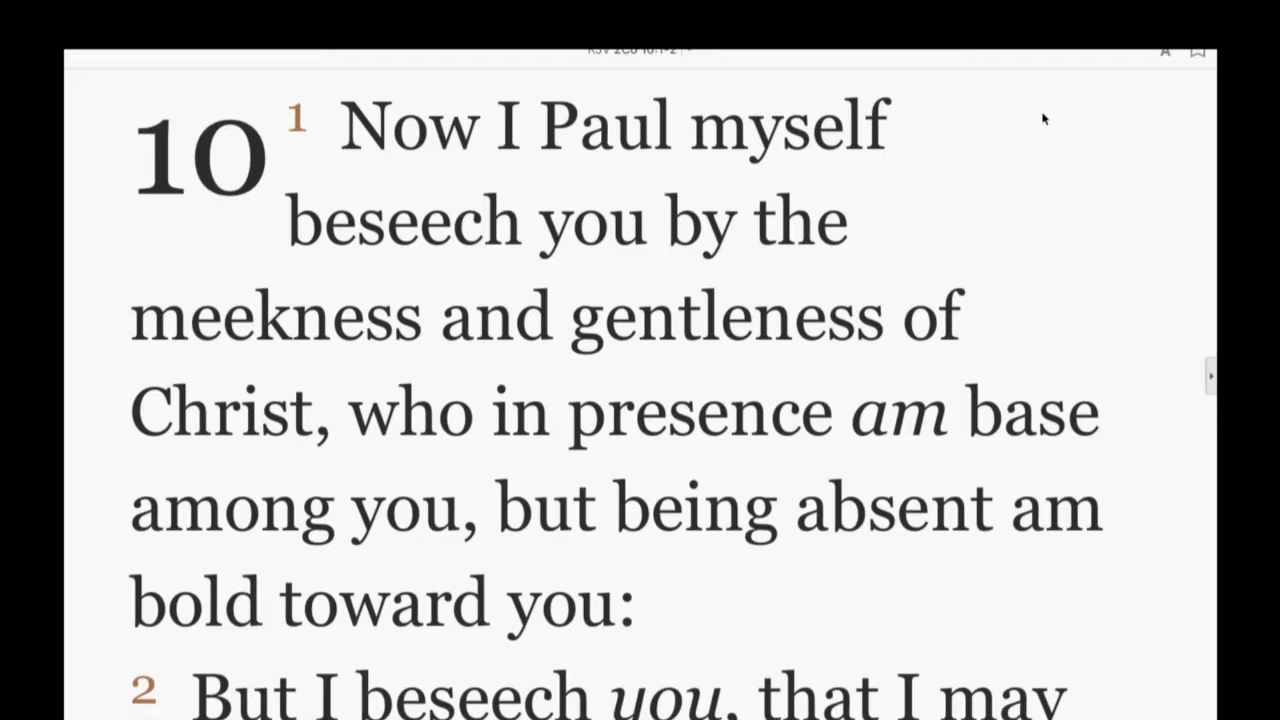 10 1 Now I Paul myself
beseech you by the
meekness and gentleness of
Christ, who in presence am base
among you, but being absent am
bold toward you:
2 But I beseech you, that I may